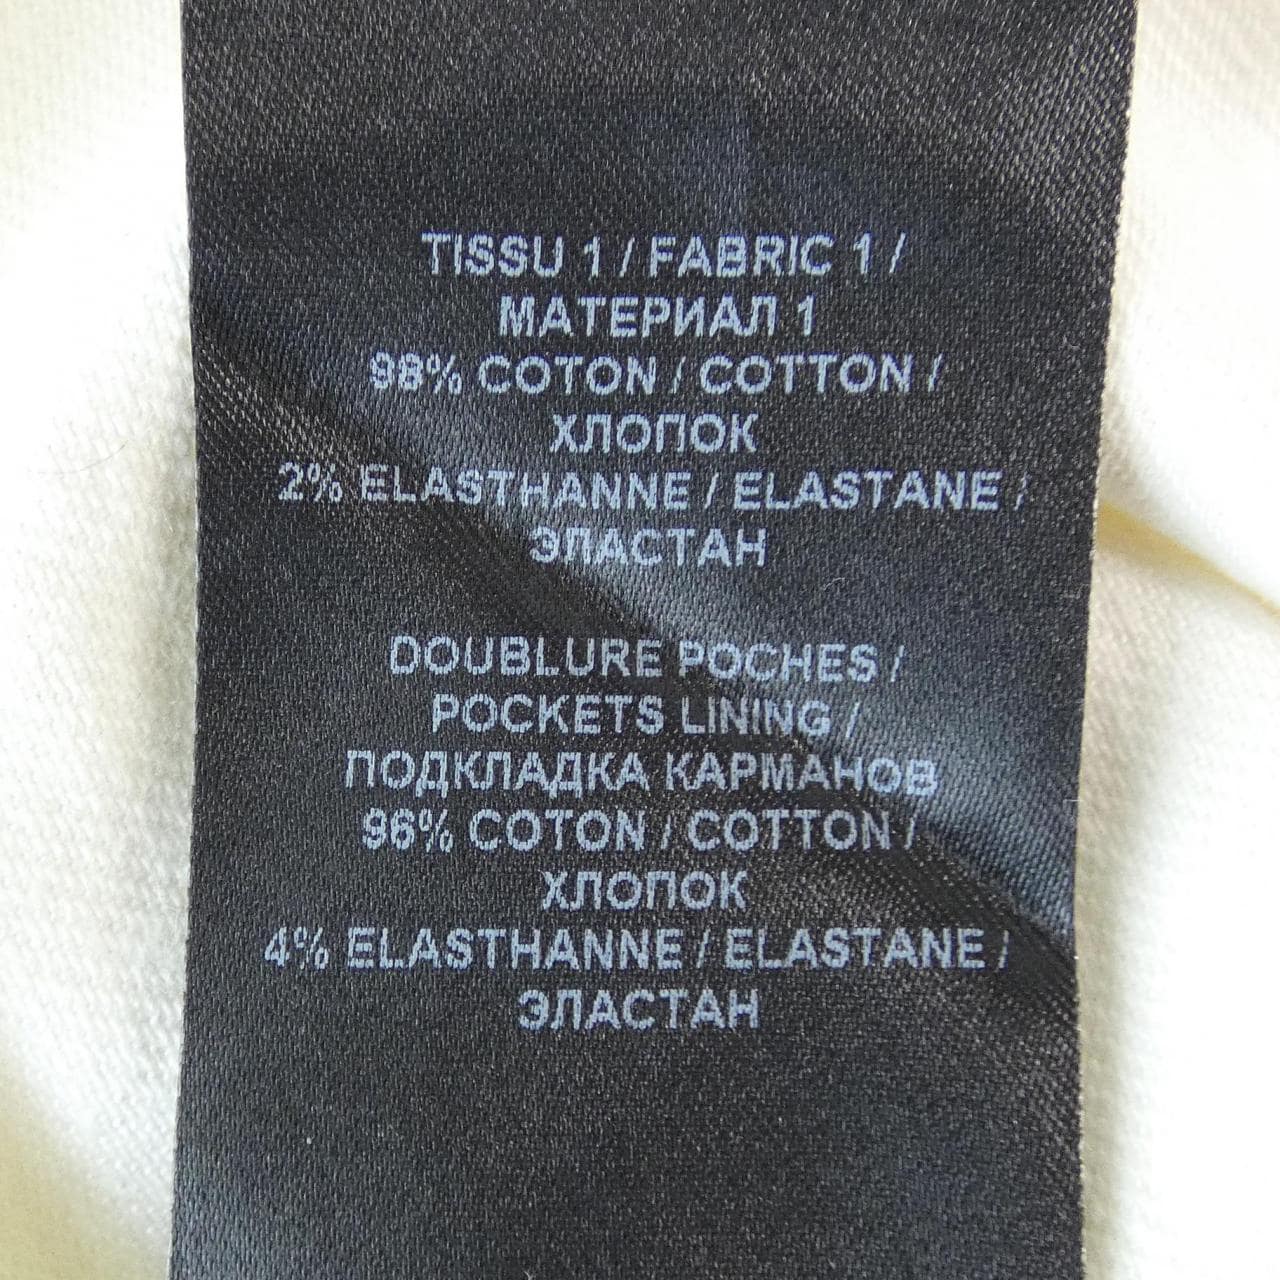 TISSU 1 / FABRIC 1 /
МАТЕРИАЛ 1
98% COTON / COTTON /
ХЛОПОК
2% ELASTHANNE / ELASTANE /
ЭЛАСТАН
DOUBLURE POCHES /
POCKETS LINING /
ПОДКЛАДКА КАРМАНОВ
96% COTON / COTTON /
ХЛОПОК
4% ELASTHANNE / ELASTANE /
ЭЛАСТАН